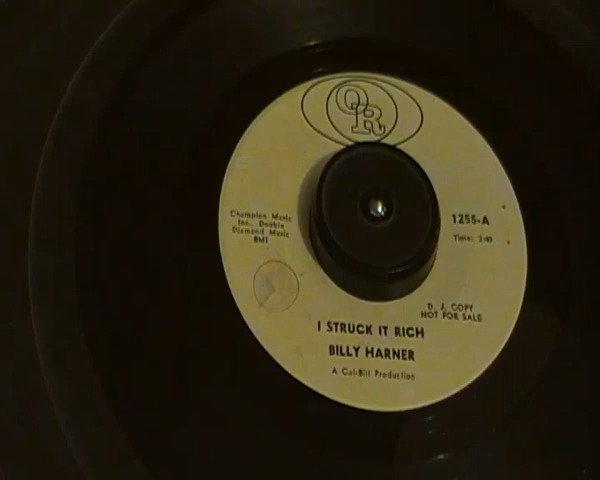 OR
Champion Music
Inc., Double
Diamond Music
BMI
1255-A
Time: 2:40
D. J. COPY
NOT FOR SALE
I STRUCK IT RICH
BILLY HARNER
A Gal-Bill Production